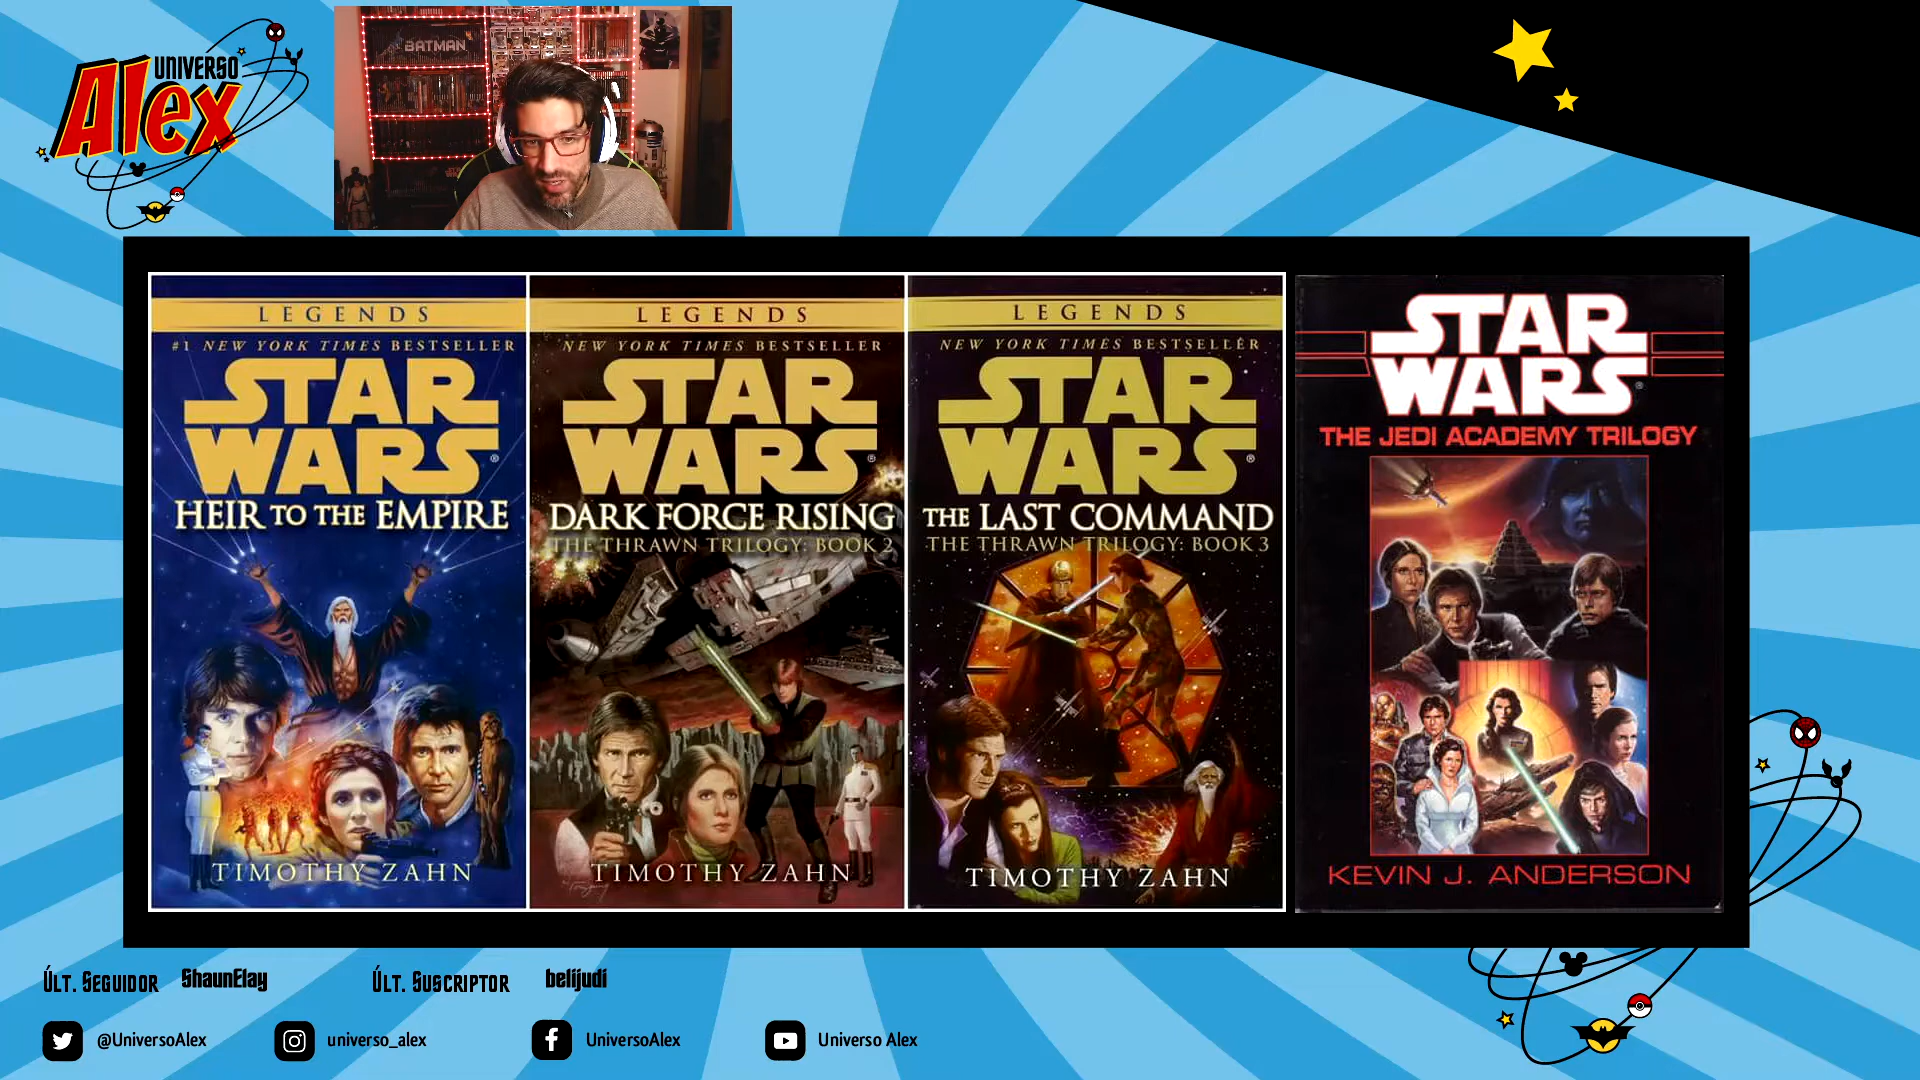 UNIVERSO
Alex
BATMAN
LEGENDS
#1 NEW YORK TIMES BESTSELLER
STAR
WARS®
HEIR TO THE EMPIRE
TIMOTHY ZAHN
LEGENDS
NEW YORK TIMES BESTSELLER
STAR
WARS®
DARK FORCE RISING
THE THRAWN TRILOGY: BOOK 2
TIMOTHY ZAHN
LEGENDS
NEW YORK TIMES BESTSELLER
STAR
WARS®
THE LAST COMMAND
THE THRAWN TRILOGY: BOOK 3
TIMOTHY ZAHN
STAR
WARS®
THE JEDI ACADEMY TRILOGY
KEVIN J. ANDERSON
ÚLT. SEGUIDOR ShaunElay ÚLT. SUSCRIPTOR belijudi
@UniversoAlex universo_alex UniversoAlex Universo Alex